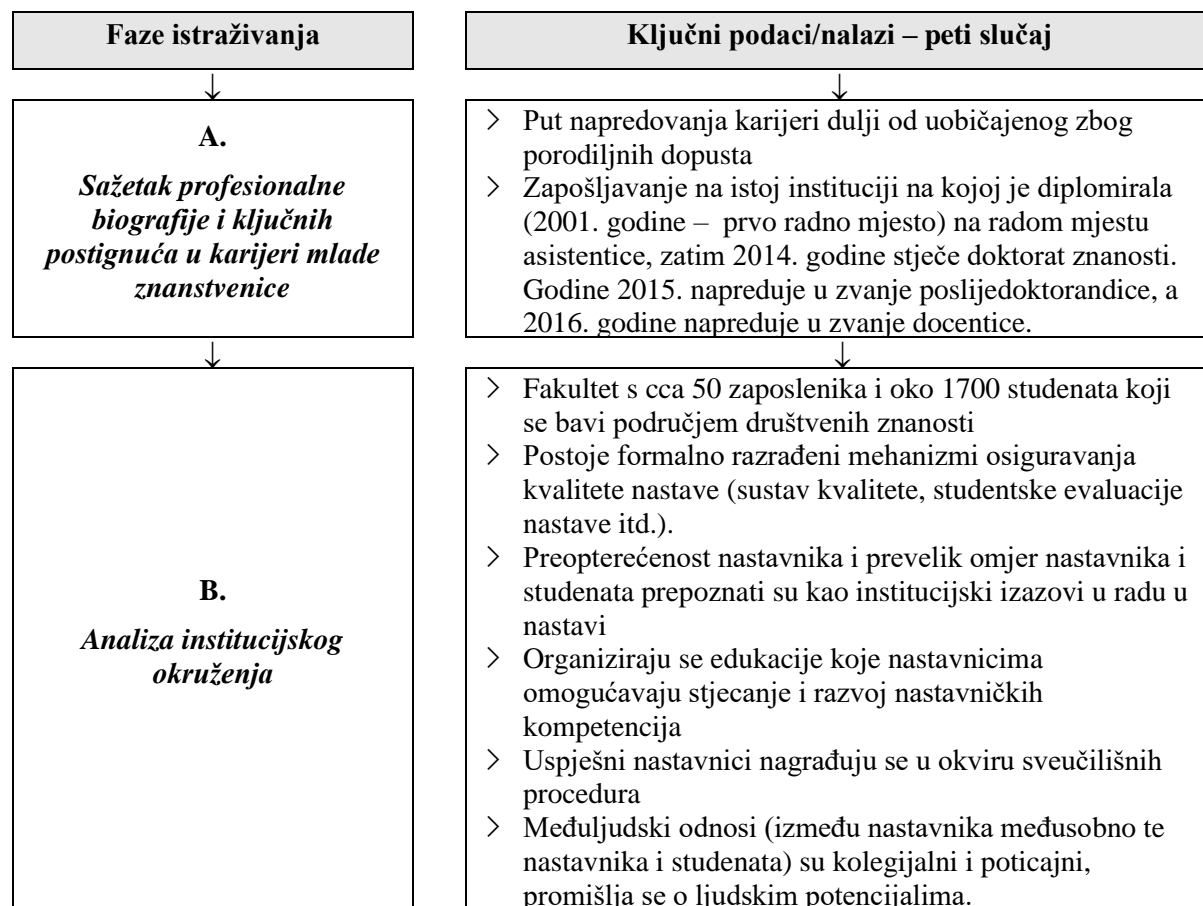 Faze istraživanja
Ključni podaci/nalazi – peti slučaj
↓
↓
A.
Sažetak profesionalne
biografije i ključnih
postignuća u karijeri mlade
znanstvenice
> Put napredovanja karijeri dulji od uobičajenog zbog
porodiljnih dopusta
> Zapošljavanje na istoj instituciji na kojoj je diplomirala
(2001. godine – prvo radno mjesto) na radom mjestu
asistentice, zatim 2014. godine stječe doktorat znanosti.
Godine 2015. napreduje u zvanje poslijedoktorandice, a
2016. godine napreduje u zvanje docentice.
↓
↓
B.
Analiza institucijskog
okruženja
> Fakultet s cca 50 zaposlenika i oko 1700 studenata koji
se bavi područjem društvenih znanosti
> Postoje formalno razrađeni mehanizmi osiguravanja
kvalitete nastave (sustav kvalitete, studentske evaluacije
nastave itd.).
> Preopterećenost nastavnika i prevelik omjer nastavnika i
studenata prepoznati su kao institucijski izazovi u radu u
nastavi
> Organiziraju se edukacije koje nastavnicima
omogućavaju stjecanje i razvoj nastavničkih
kompetencija
> Uspješni nastavnici nagrađuju se u okviru sveučilišnih
procedura
> Međuljudski odnosi (između nastavnika međusobno te
nastavnika i studenata) su kolegijalni i poticajni,
promišlja se o ljudskim potencijalima.